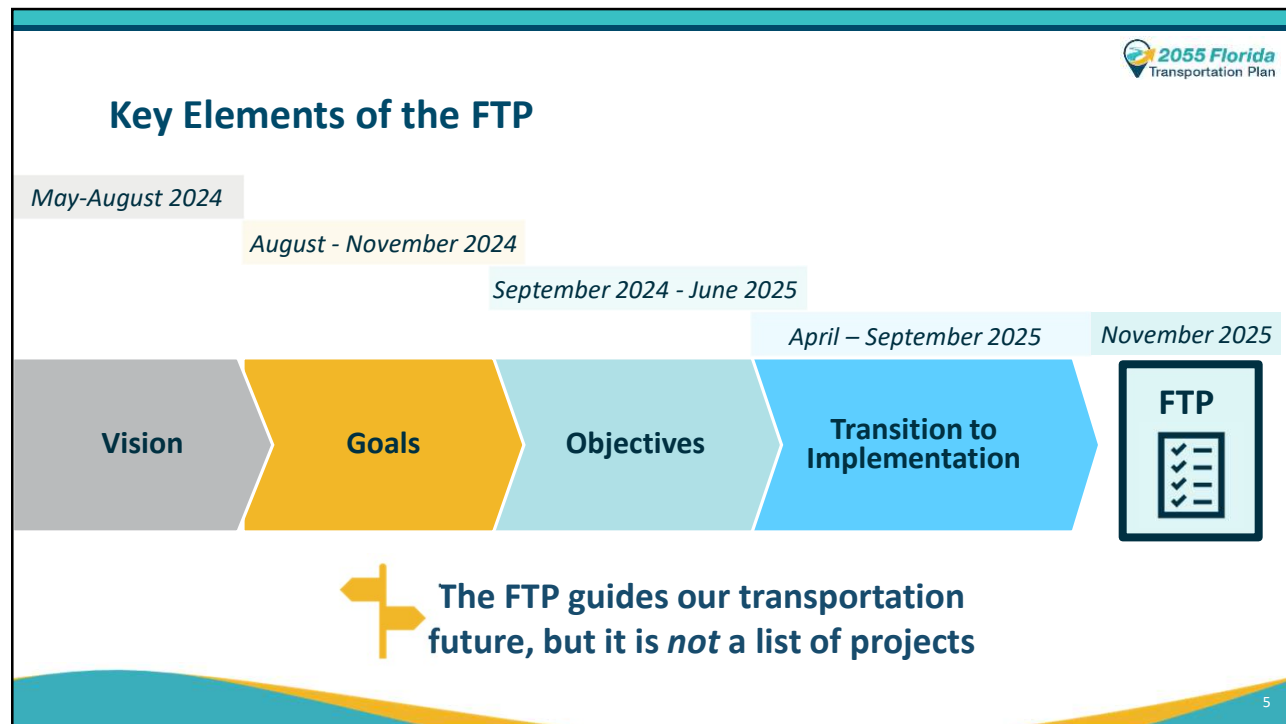 2055 Florida
Transportation Plan
Key Elements of the FTP
May-August 2024
August - November 2024
September 2024 - June 2025
April – September 2025
November 2025
Vision
Goals
Objectives
Transition to
Implementation
FTP
The FTP guides our transportation
future, but it is not a list of projects
5